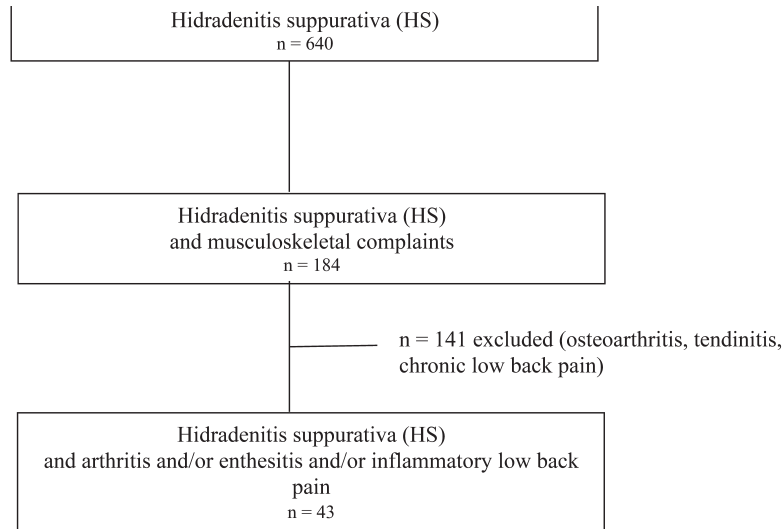 Hidradenitis suppurativa (HS)
n = 640
Hidradenitis suppurativa (HS)
and musculoskeletal complaints
n = 184
n = 141 excluded (osteoarthritis, tendinitis,
chronic low back pain)
Hidradenitis suppurativa (HS)
and arthritis and/or enthesitis and/or inflammatory low back
pain
n = 43